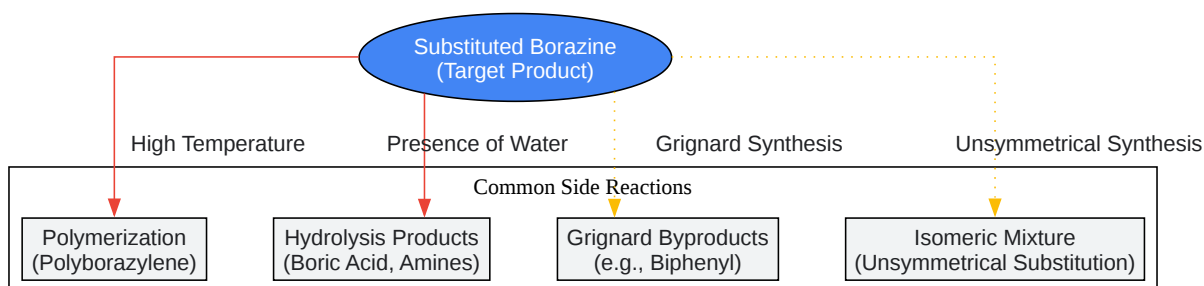 Substituted Borazine
(Target Product)
High Temperature
Presence of Water
Grignard Synthesis
Unsymmetrical Synthesis
Common Side Reactions
Polymerization
(Polyborazylene)
Hydrolysis Products
(Boric Acid, Amines)
Grignard Byproducts
(e.g., Biphenyl)
Isomeric Mixture
(Unsymmetrical Substitution)